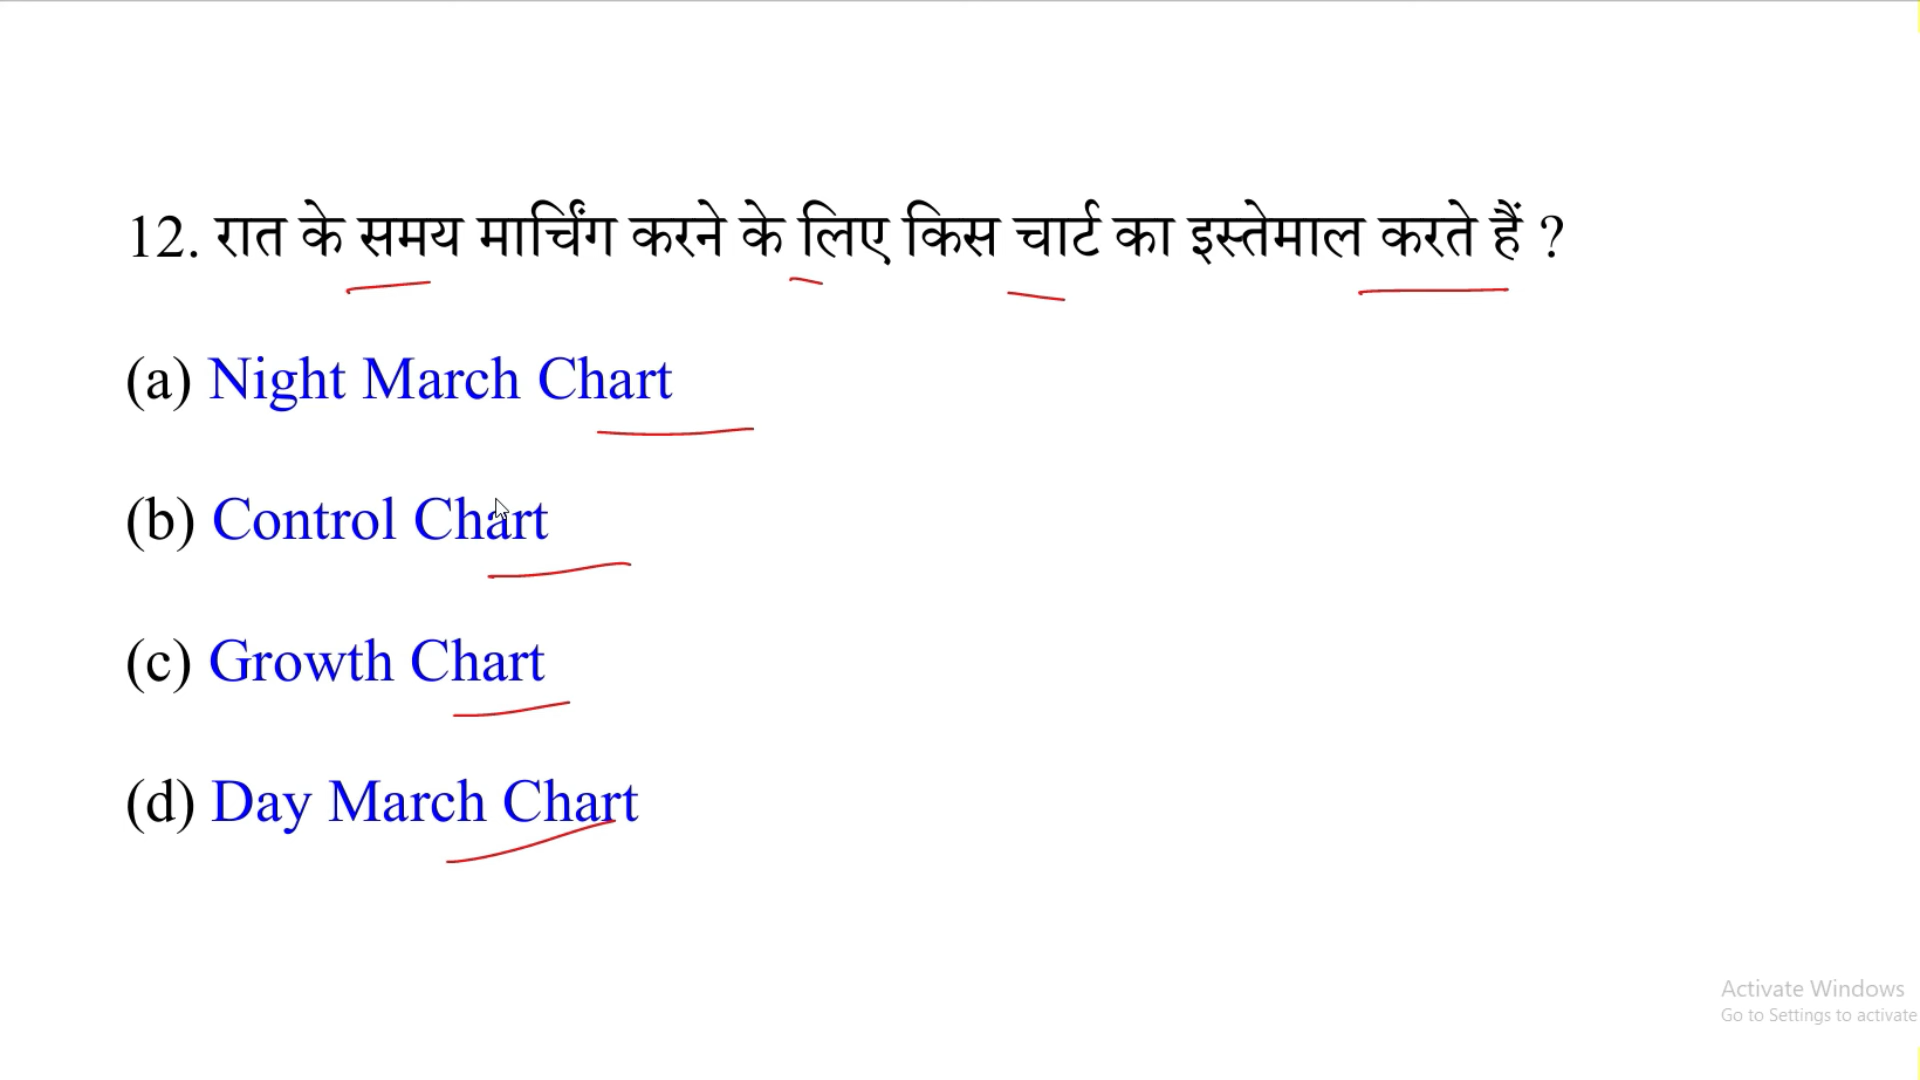 12. रात के समय मार्चिंग करने के लिए किस चार्ट का इस्तेमाल करते हैं ?
(a) Night March Chart
(b) Control Chart
(c) Growth Chart
(d) Day March Chart
Activate Windows
Go to Settings to activate